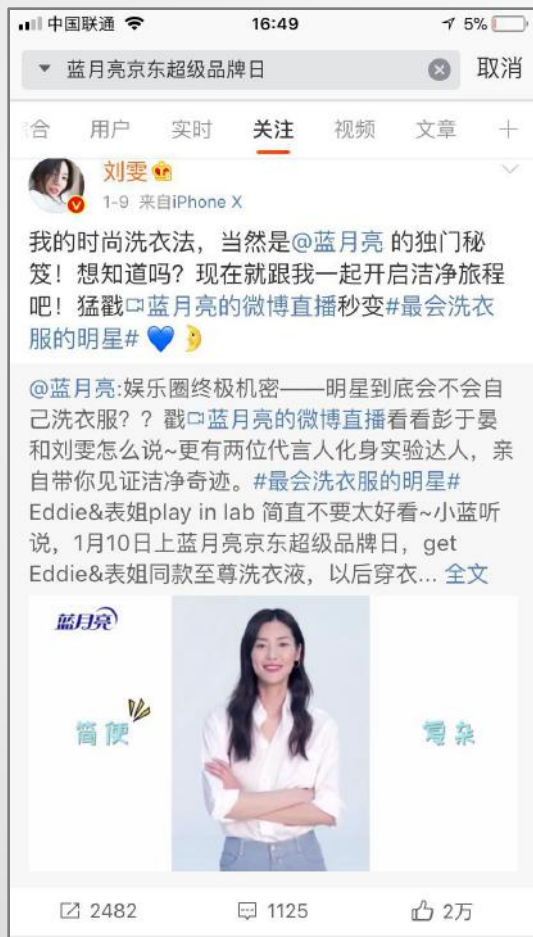 中国联通 16:49 5%
蓝月亮京东超级品牌日 取消
合 用户 实时 关注 视频 文章
刘雯
1-9 来自iPhone X
我的时尚洗衣法，当然是@蓝月亮 的独门秘
笈！想知道吗？现在就跟我一起开启洁净旅程
吧！猛戳蓝月亮的微博直播秒变#最会洗衣
服的明星#
@蓝月亮:娱乐圈终极机密——明星到底会不会自
己洗衣服？？戳蓝月亮的微博直播看看彭于晏
和刘雯怎么说~更有两位代言人化身实验达人，亲
自带你见证洁净奇迹。#最会洗衣服的明星#
Eddie&表姐play in lab 简直不要太好看~小蓝听
说，1月10日上蓝月亮京东超级品牌日，get
Eddie&表姐同款至尊洗衣液，以后穿衣... 全文
蓝月亮
简便 复杂
2482 1125 2万